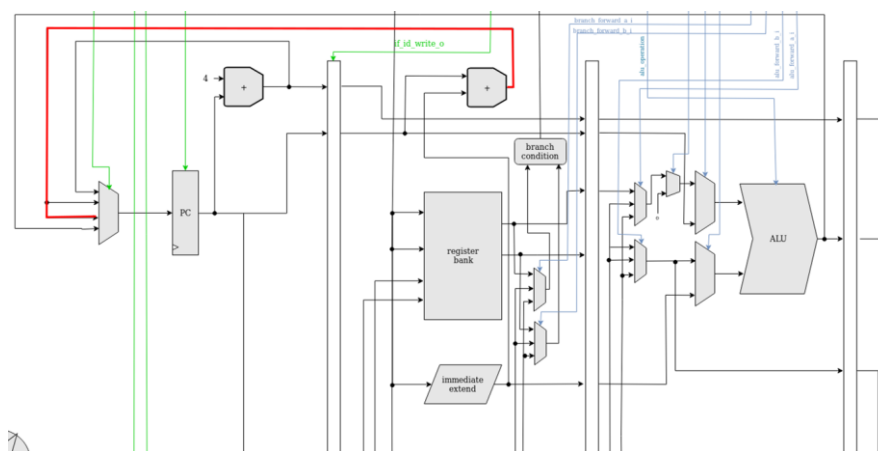 branch_forward_a_i
branch_forward_b_i
if_id_write_o
alu_operation
alu_forward_b_i
alu_forward_a_i
4
+
+
branch
condition
PC
register
bank
0
ALU
immediate
extend